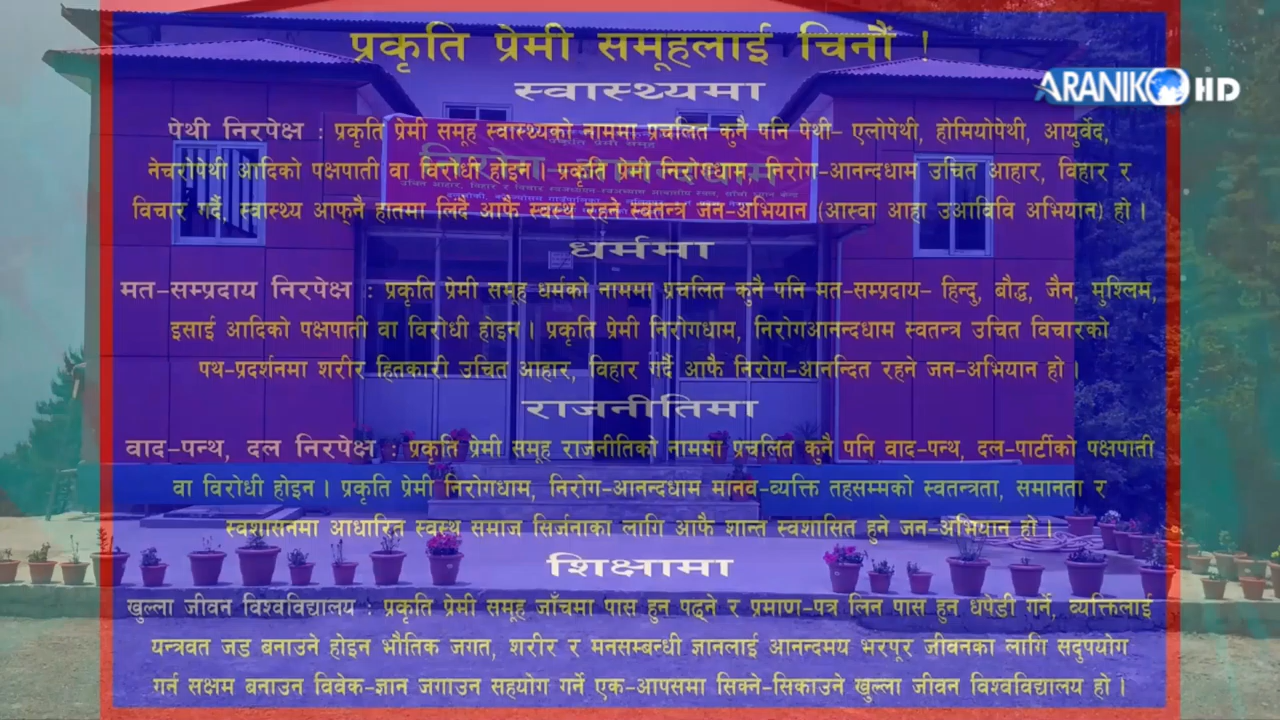 प्रकृति प्रेमी समूहलाई चिनौं !
ARANIKO HD
स्वास्थ्यमा
पेथी निरपेक्ष : प्रकृति प्रेमी समूह स्वास्थ्यको नाममा प्रचलित कुनै पनि पेथी– एलोपेथी, होमियोपेथी, आयुर्वेद,
नेचरोपेथी आदिको पक्षपाती वा विरोधी होइन । प्रकृति प्रेमी निरोगधाम, निरोग-आनन्दधाम उचित आहार, विहार र
विचार गर्दै, स्वास्थ्य आफ्नै हातमा लिंदै आफै स्वस्थ रहने स्वतन्त्र जन-अभियान (आस्वा आहा उआविवि अभियान) हो ।
धर्ममा
मत-सम्प्रदाय निरपेक्ष : प्रकृति प्रेमी समूह धर्मको नाममा प्रचलित कुनै पनि मत-सम्प्रदाय– हिन्दु, बौद्ध, जैन, मुश्लिम,
इसाई आदिको पक्षपाती वा विरोधी होइन । प्रकृति प्रेमी निरोगधाम, निरोगआनन्दधाम स्वतन्त्र उचित विचारको
पथ-प्रदर्शनमा शरीर हितकारी उचित आहार, विहार गर्दै आफै निरोग-आनन्दित रहने जन-अभियान हो ।
राजनीतिमा
वाद-पन्थ, दल निरपेक्ष : प्रकृति प्रेमी समूह राजनीतिको नाममा प्रचलित कुनै पनि वाद-पन्थ, दल-पार्टीको पक्षपाती
वा विरोधी होइन । प्रकृति प्रेमी निरोगधाम, निरोग-आनन्दधाम मानव-व्यक्ति तहसम्मको स्वतन्त्रता, समानता र
स्वशासनमा आधारित स्वस्थ समाज सिर्जनाका लागि आफै शान्त स्वशासित हुने जन-अभियान हो ।
शिक्षामा
खुल्ला जीवन विश्वविद्यालय : प्रकृति प्रेमी समूह जाँचमा पास हुन पढ्ने र प्रमाण-पत्र लिन पास हुन धपेडी गर्ने, व्यक्तिलाई
यन्त्रवत जड बनाउने होइन भौतिक जगत, शरीर र मनसम्बन्धी ज्ञानलाई आनन्दमय भरपूर जीवनका लागि सदुपयोग
गर्न सक्षम बनाउन विवेक-ज्ञान जगाउन सहयोग गर्ने एक-आपसमा सिक्ने-सिकाउने खुल्ला जीवन विश्वविद्यालय हो ।